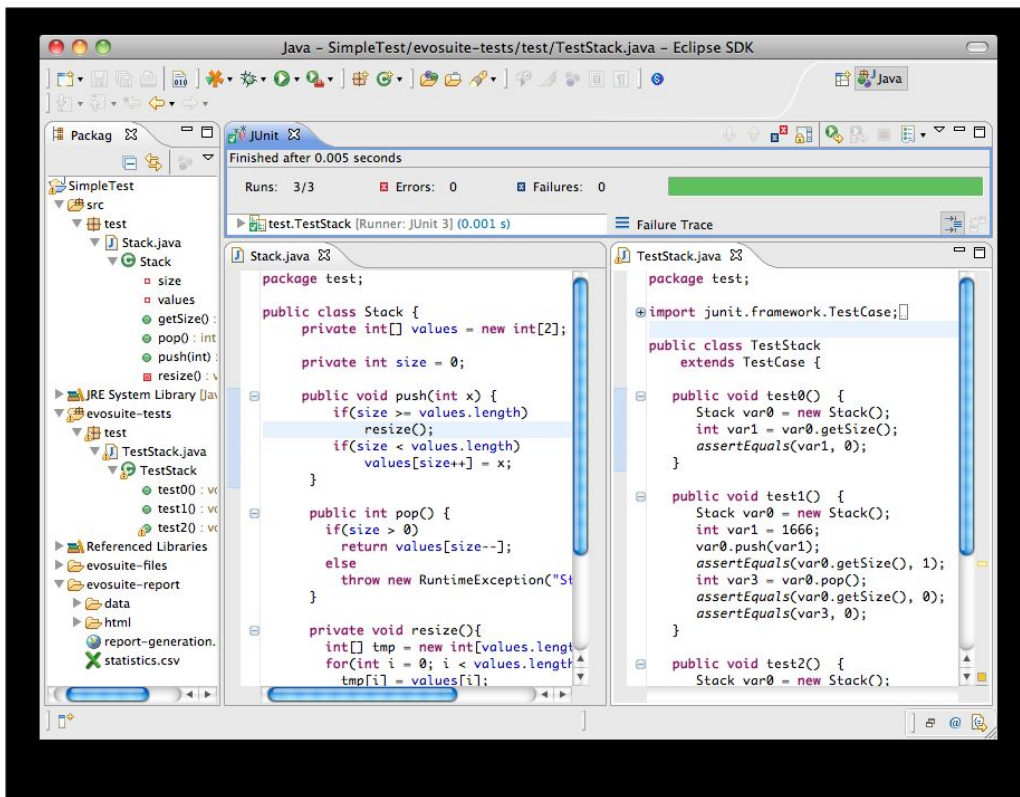 Java – SimpleTest/evosuite-tests/test/TestStack.java – Eclipse SDK
Java
Packag
JUnit
Finished after 0.005 seconds
Runs: 3/3 Errors: 0 Failures: 0
test.TestStack [Runner: JUnit 3] (0.001 s)
Failure Trace
SimpleTest
src
test
Stack.java
Stack
size
values
getSize() :
pop() : int
push(int) :
resize() : v
JRE System Library [Jav
evosuite-tests
test
TestStack.java
TestStack
test0() : vo
test1() : vo
test2() : vo
Referenced Libraries
evosuite-files
evosuite-report
data
html
report-generation.
statistics.csv
Stack.java
package test;
public class Stack {
private int[] values = new int[2];
private int size = 0;
public void push(int x) {
if(size >= values.length)
resize();
if(size < values.length)
values[size++] = x;
}
public int pop() {
if(size > 0)
return values[size--];
else
throw new RuntimeException("St
}
private void resize(){
int[] tmp = new int[values.lengt
for(int i = 0; i < values.length
tmp[i] = values[i];
TestStack.java
package test;
import junit.framework.TestCase;
public class TestStack
extends TestCase {
public void test0() {
Stack var0 = new Stack();
int var1 = var0.getSize();
assertEquals(var1, 0);
}
public void test1() {
Stack var0 = new Stack();
int var1 = 1666;
var0.push(var1);
assertEquals(var0.getSize(), 1);
int var3 = var0.pop();
assertEquals(var0.getSize(), 0);
assertEquals(var3, 0);
}
public void test2() {
Stack var0 = new Stack();